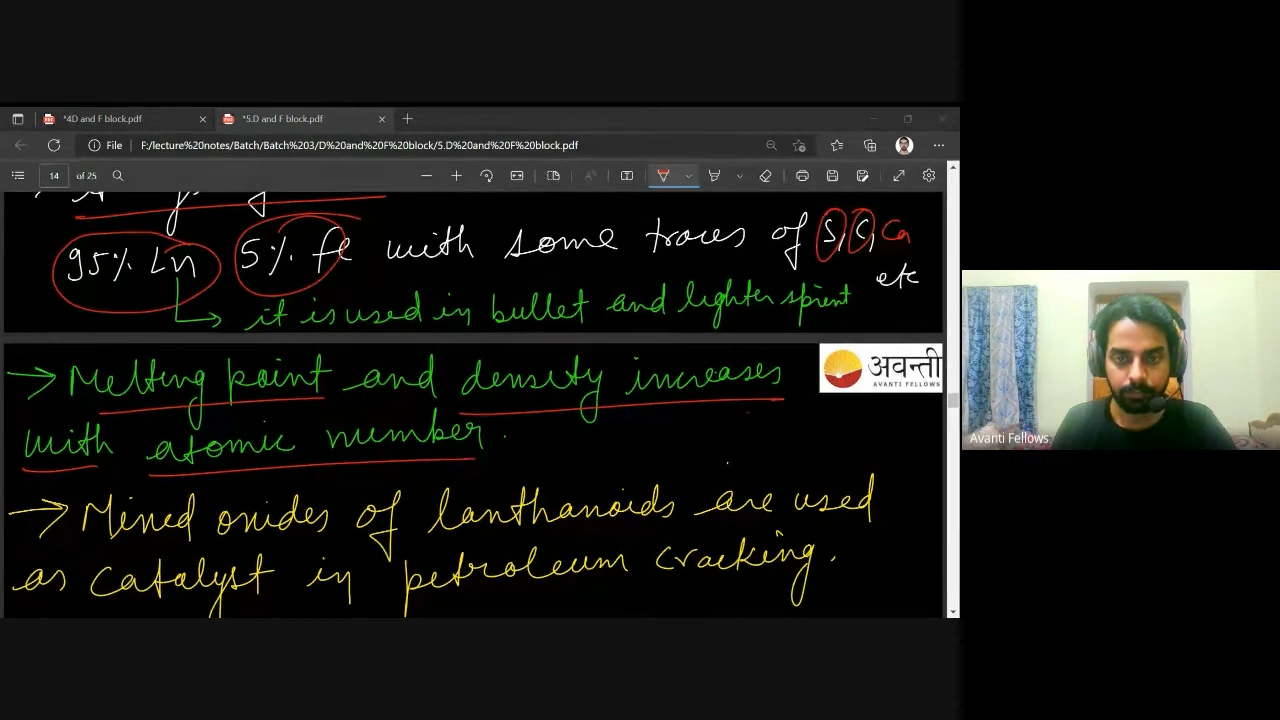 *4D and F block.pdf
*5.D and F block.pdf
File F:/lecture%20notes/Batch/Batch%203/D%20and%20F%20block/5.D%20and%20F%20block.pdf
14 of 25
95% Ln 5% fe with some traces of S, C, Ca
etc
it is used in bullet and lighter sprient
→ Melting point and density increases
with atomic number.
अवन्ती
AVANTI FELLOWS
→ Mined onides of lanthanoids are used
as catalyst in petroleum cracking.
Avanti Fellows